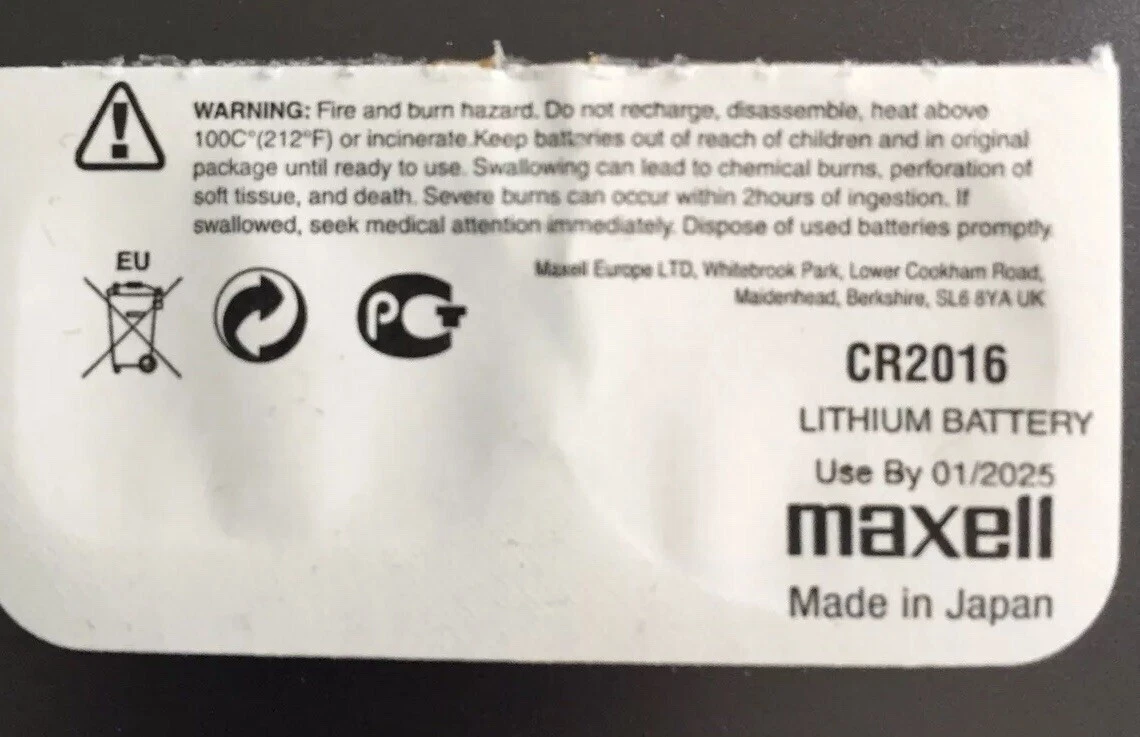 WARNING: Fire and burn hazard. Do not recharge, disassemble, heat above
100C°(212°F) or incinerate.Keep batteries out of reach of children and in original
package until ready to use. Swallowing can lead to chemical burns, perforation of
soft tissue, and death. Severe burns can occur within 2hours of ingestion. If
swallowed, seek medical attention immediately. Dispose of used batteries promptly.
Maxell Europe LTD, Whitebrook Park, Lower Cookham Road,
Maidenhead, Berkshire, SL6 8YA UK
EU
PCT
CR2016
LITHIUM BATTERY
Use By 01/2025
maxell
Made in Japan